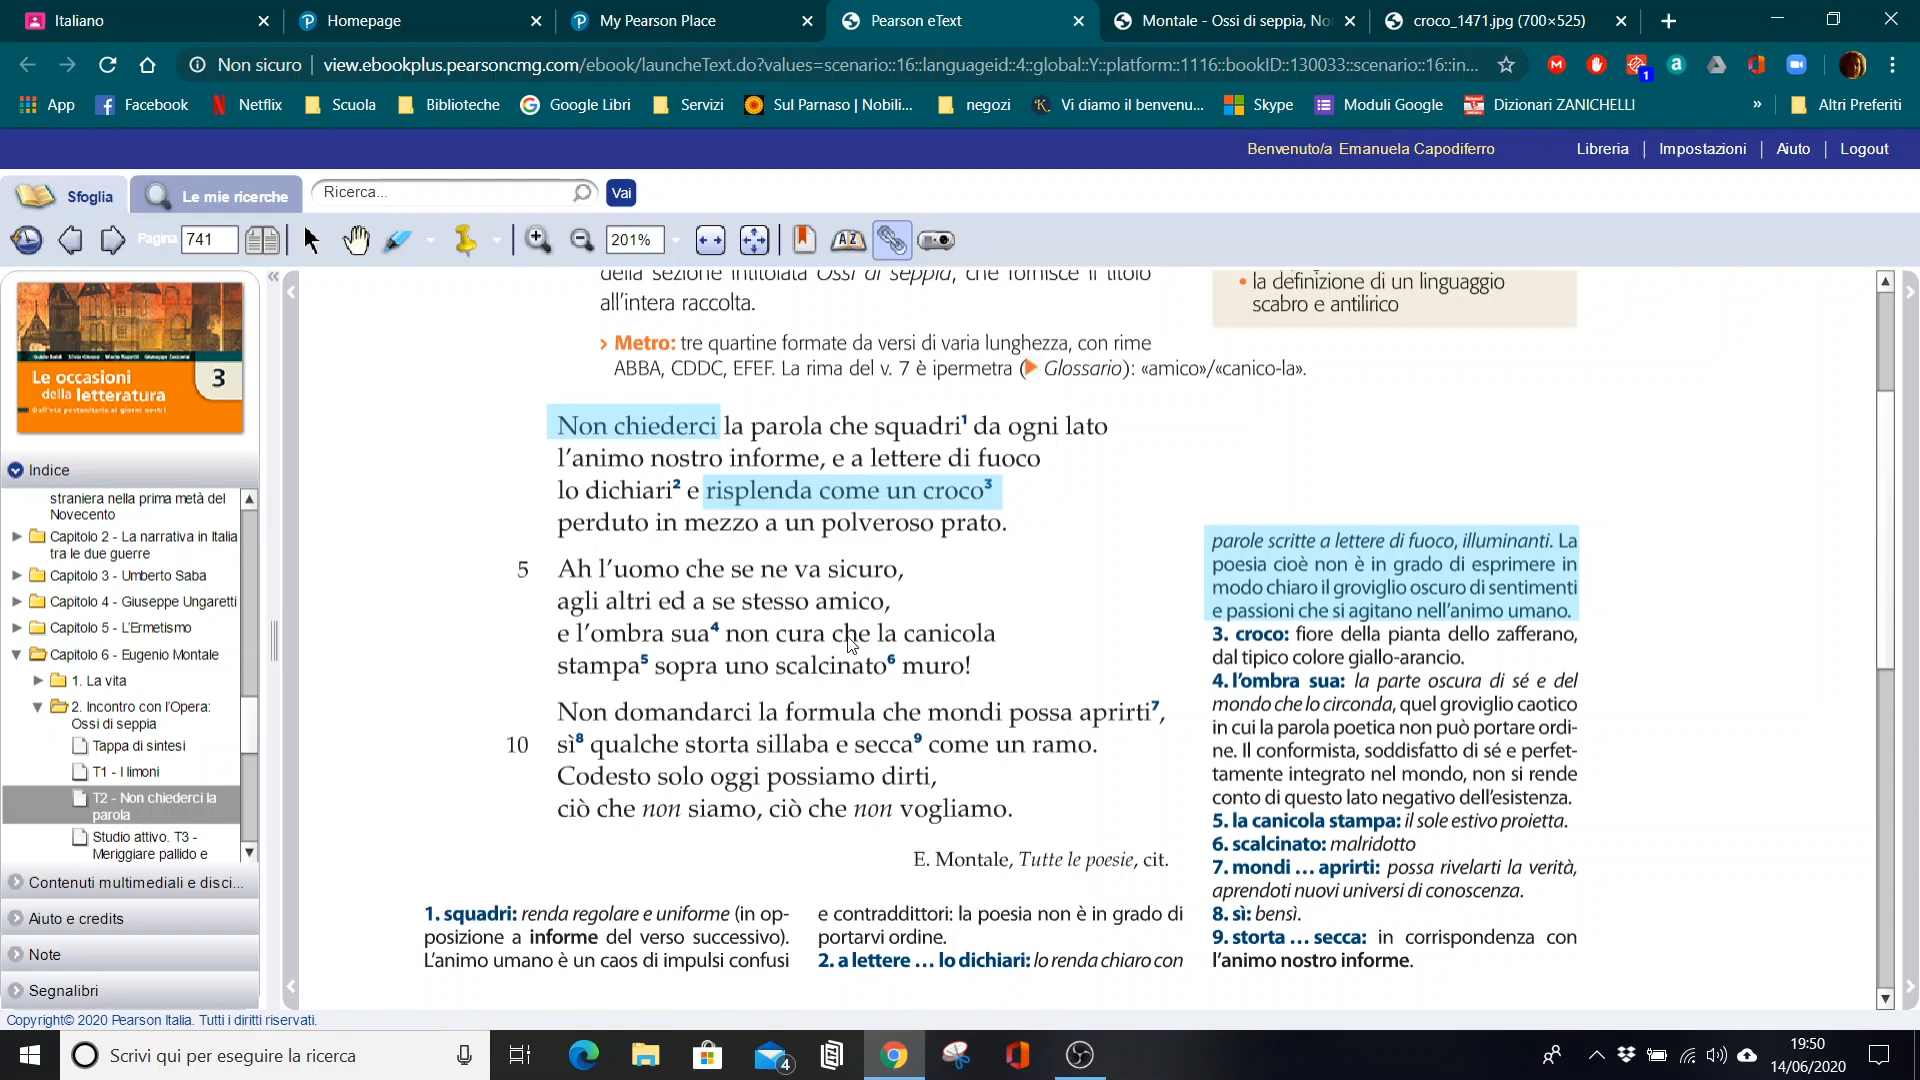 Italiano
Homepage
My Pearson Place
Pearson eText
Montale - Ossi di seppia, No
croco_1471.jpg (700×525)
Non sicuro
view.ebookplus.pearsoncmg.com/ebook/launcheText.do?values=scenario::16::languageid::4::global::Y::platform::1116::bookID::130033::scenario::16::in...
1
App
Facebook
Netflix
Scuola
Biblioteche
Google Libri
Servizi
Sul Parnaso | Nobili...
negozi
Vi diamo il benvenu...
Skype
Moduli Google
Dizionari ZANICHELLI
»
Altri Preferiti
Benvenuto/a Emanuela Capodiferro
Libreria | Impostazioni | Aiuto | Logout
Sfoglia
Le mie ricerche
Ricerca...
Vai
Pagina 741
201%
A Z
Le occasioni
della letteratura
3
Dall'età postunitaria ai giorni nostri
Indice
straniera nella prima metà del
Novecento
Capitolo 2 - La narrativa in Italia
tra le due guerre
Capitolo 3 - Umberto Saba
Capitolo 4 - Giuseppe Ungaretti
Capitolo 5 - L'Ermetismo
Capitolo 6 - Eugenio Montale
1. La vita
2. Incontro con l'Opera:
Ossi di seppia
Tappa di sintesi
T1 - I limoni
T2 - Non chiederci la
parola
Studio attivo. T3 -
Meriggiare pallido e
Contenuti multimediali e disci...
Aiuto e credits
Note
Segnalibri
Copyright© 2020 Pearson Italia. Tutti i diritti riservati.
della sezione intitolata Ossi di seppia, che fornisce il titolo
all'intera raccolta.
› Metro: tre quartine formate da versi di varia lunghezza, con rime
ABBA, CDDC, EFEF. La rima del v. 7 è ipermetra (▶ Glossario): «amico»/«canico-la».
• la definizione di un linguaggio
scabro e antilirico
Non chiederci la parola che squadri¹ da ogni lato
l'animo nostro informe, e a lettere di fuoco
lo dichiari² e risplenda come un croco³
perduto in mezzo a un polveroso prato.
5 Ah l'uomo che se ne va sicuro,
agli altri ed a se stesso amico,
e l'ombra sua⁴ non cura che la canicola
stampa⁵ sopra uno scalcinato⁶ muro!
Non domandarci la formula che mondi possa aprirti⁷,
10 sì⁸ qualche storta sillaba e secca⁹ come un ramo.
Codesto solo oggi possiamo dirti,
ciò che non siamo, ciò che non vogliamo.
E. Montale, Tutte le poesie, cit.
1. squadri: renda regolare e uniforme (in op-
posizione a informe del verso successivo).
L'animo umano è un caos di impulsi confusi
e contraddittori: la poesia non è in grado di
portarvi ordine.
2. a lettere ... lo dichiari: lo renda chiaro con
parole scritte a lettere di fuoco, illuminanti. La
poesia cioè non è in grado di esprimere in
modo chiaro il groviglio oscuro di sentimenti
e passioni che si agitano nell'animo umano.
3. croco: fiore della pianta dello zafferano,
dal tipico colore giallo-arancio.
4. l'ombra sua: la parte oscura di sé e del
mondo che lo circonda, quel groviglio caotico
in cui la parola poetica non può portare ordi-
ne. Il conformista, soddisfatto di sé e perfet-
tamente integrato nel mondo, non si rende
conto di questo lato negativo dell'esistenza.
5. la canicola stampa: il sole estivo proietta.
6. scalcinato: malridotto
7. mondi ... aprirti: possa rivelarti la verità,
aprendoti nuovi universi di conoscenza.
8. sì: bensì.
9. storta ... secca: in corrispondenza con
l'animo nostro informe.
Scrivi qui per eseguire la ricerca
4
19:50
14/06/2020